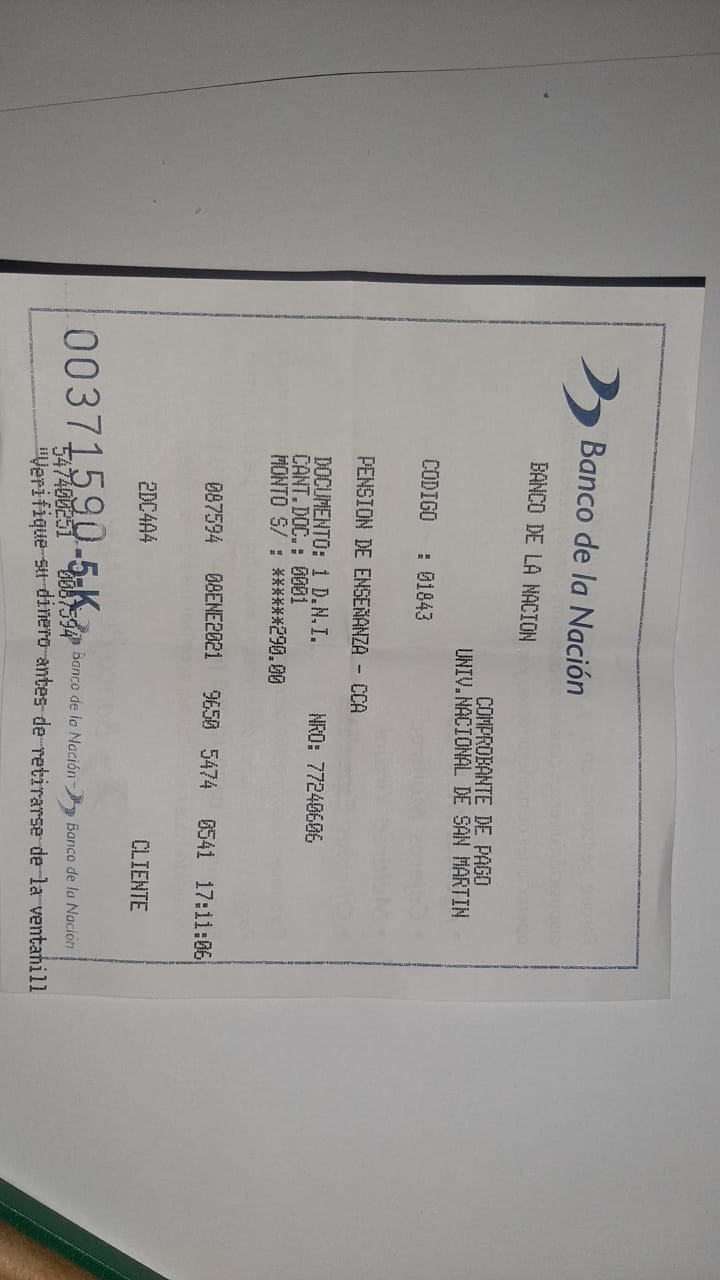 Banco de la Nación
BANCO DE LA NACION
COMPROBANTE DE PAGO
UNIV.NACIONAL DE SAN MARTIN
CODIGO : 01843
PENSION DE ENSEÑANZA - CCA
DOCUMENTO: 1 D.N.I. NRO: 77240606
CANT.DOC.: 0001
MONTO S/ : ******290.00
087594 08ENE2021 9650 5474 0541 17:11:06
2DC4A4 CLIENTE
00371590-5-K Banco de la Nación - Banco de la Nación
547400251 0087594
"Verifique su dinero antes de retirarse de la ventanill